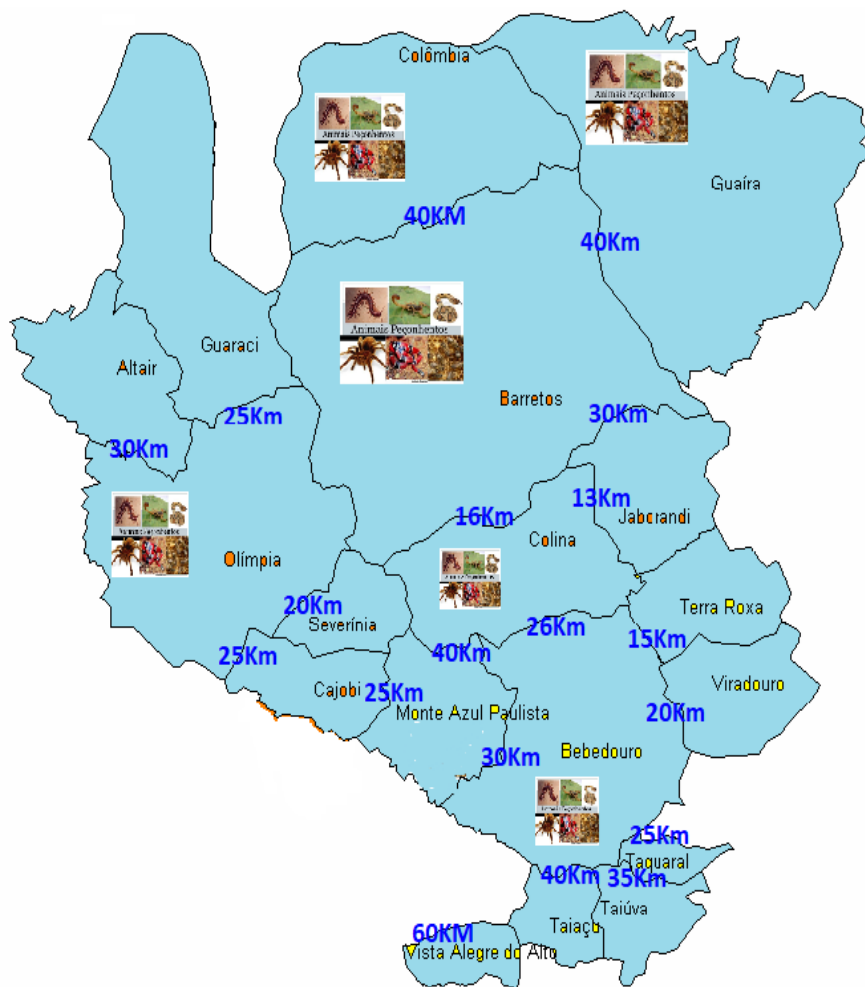 Colômbia
Animais Peçonhentos
Animais Peçonhentos
Guaíra
40KM
40Km
Animais Peçonhentos
Guaraci
Altair
Barretos
25Km
30Km
30Km
Animais Peçonhentos
16Km
13Km
Jaborandi
Colina
Olímpia
20Km
Severínia
26Km
Terra Roxa
15Km
25Km
40Km
Cajobi
25Km
Viradouro
Monte Azul Paulista
20Km
30Km
Bebedouro
25Km
Taquaral
40Km
35Km
Taiúva
Taiaçu
60KM
Vista Alegre do Alto